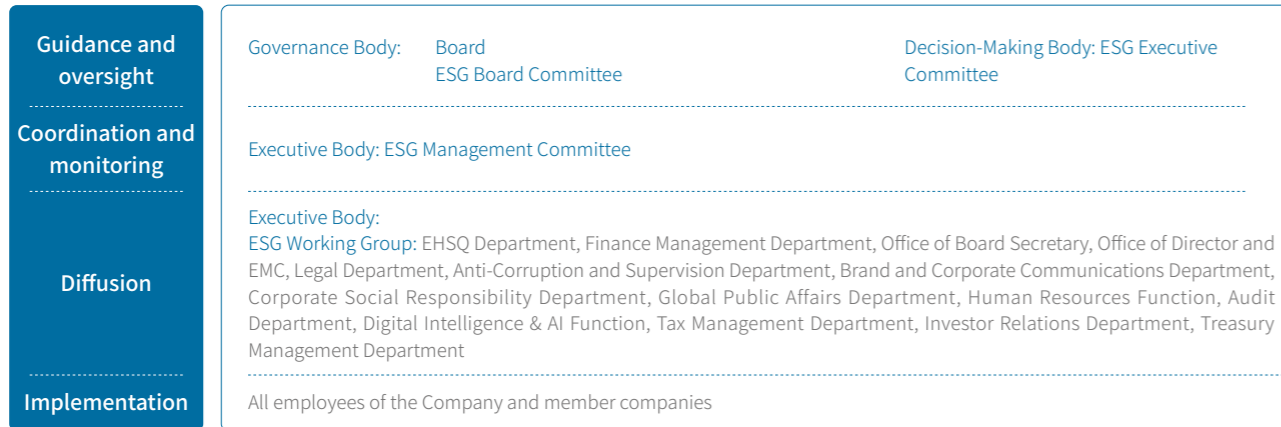 Guidance and
oversight
Governance Body: Board
ESG Board Committee
Decision-Making Body: ESG Executive
Committee
Coordination and
monitoring
Executive Body: ESG Management Committee
Diffusion
Executive Body:
ESG Working Group: EHSQ Department, Finance Management Department, Office of Board Secretary, Office of Director and
EMC, Legal Department, Anti-Corruption and Supervision Department, Brand and Corporate Communications Department,
Corporate Social Responsibility Department, Global Public Affairs Department, Human Resources Function, Audit
Department, Digital Intelligence & AI Function, Tax Management Department, Investor Relations Department, Treasury
Management Department
Implementation
All employees of the Company and member companies